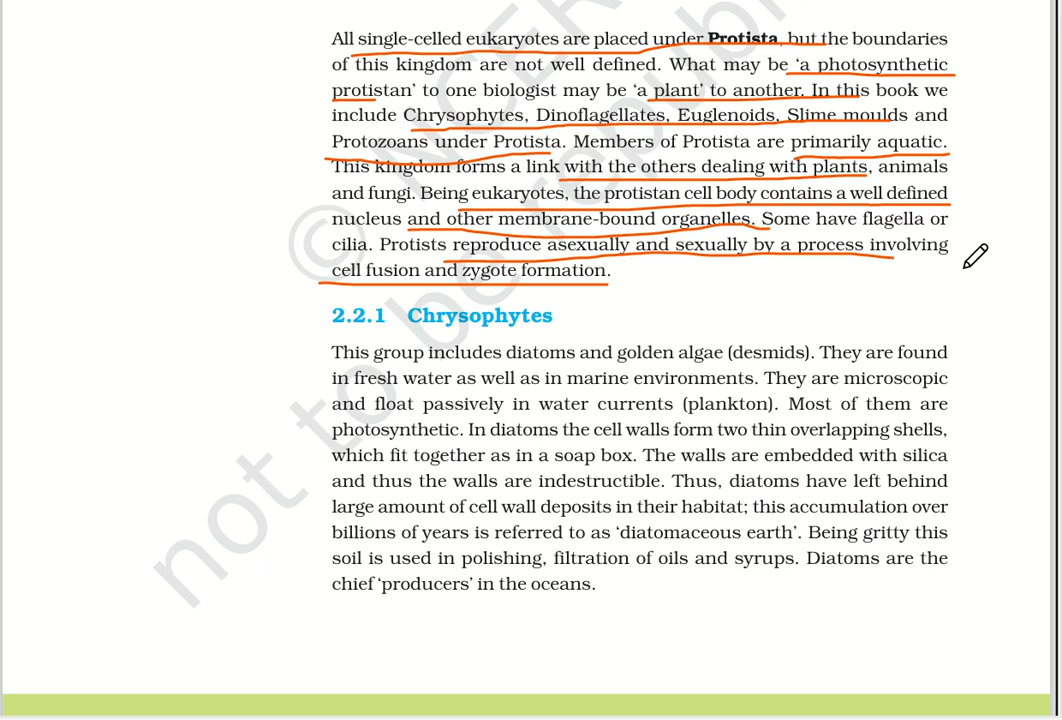 All single-celled eukaryotes are placed under Protista, but the boundaries
of this kingdom are not well defined. What may be ‘a photosynthetic
protistan’ to one biologist may be ‘a plant’ to another. In this book we
include Chrysophytes, Dinoflagellates, Euglenoids, Slime moulds and
Protozoans under Protista. Members of Protista are primarily aquatic.
This kingdom forms a link with the others dealing with plants, animals
and fungi. Being eukaryotes, the protistan cell body contains a well defined
nucleus and other membrane-bound organelles. Some have flagella or
cilia. Protists reproduce asexually and sexually by a process involving
cell fusion and zygote formation.
2.2.1 Chrysophytes
This group includes diatoms and golden algae (desmids). They are found
in fresh water as well as in marine environments. They are microscopic
and float passively in water currents (plankton). Most of them are
photosynthetic. In diatoms the cell walls form two thin overlapping shells,
which fit together as in a soap box. The walls are embedded with silica
and thus the walls are indestructible. Thus, diatoms have left behind
large amount of cell wall deposits in their habitat; this accumulation over
billions of years is referred to as ‘diatomaceous earth’. Being gritty this
soil is used in polishing, filtration of oils and syrups. Diatoms are the
chief ‘producers’ in the oceans.
© NCER
not to be re